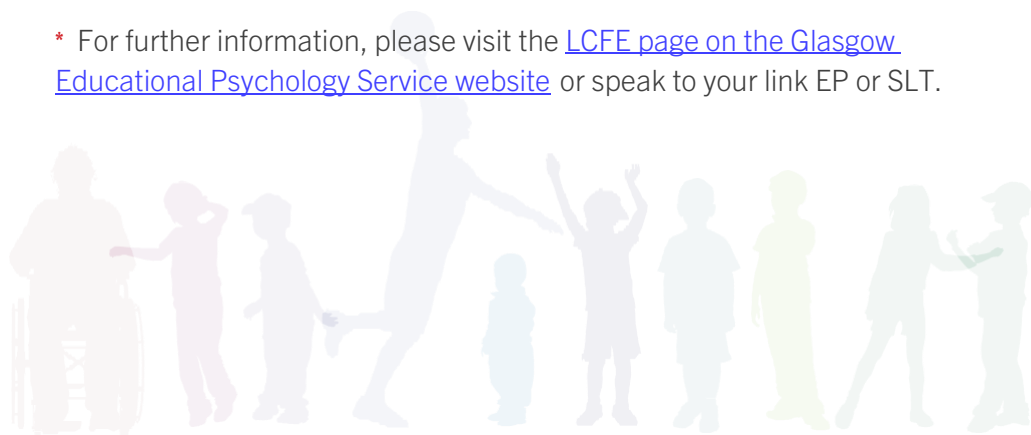 * For further information, please visit the LCFE page on the Glasgow
Educational Psychology Service website or speak to your link EP or SLT.